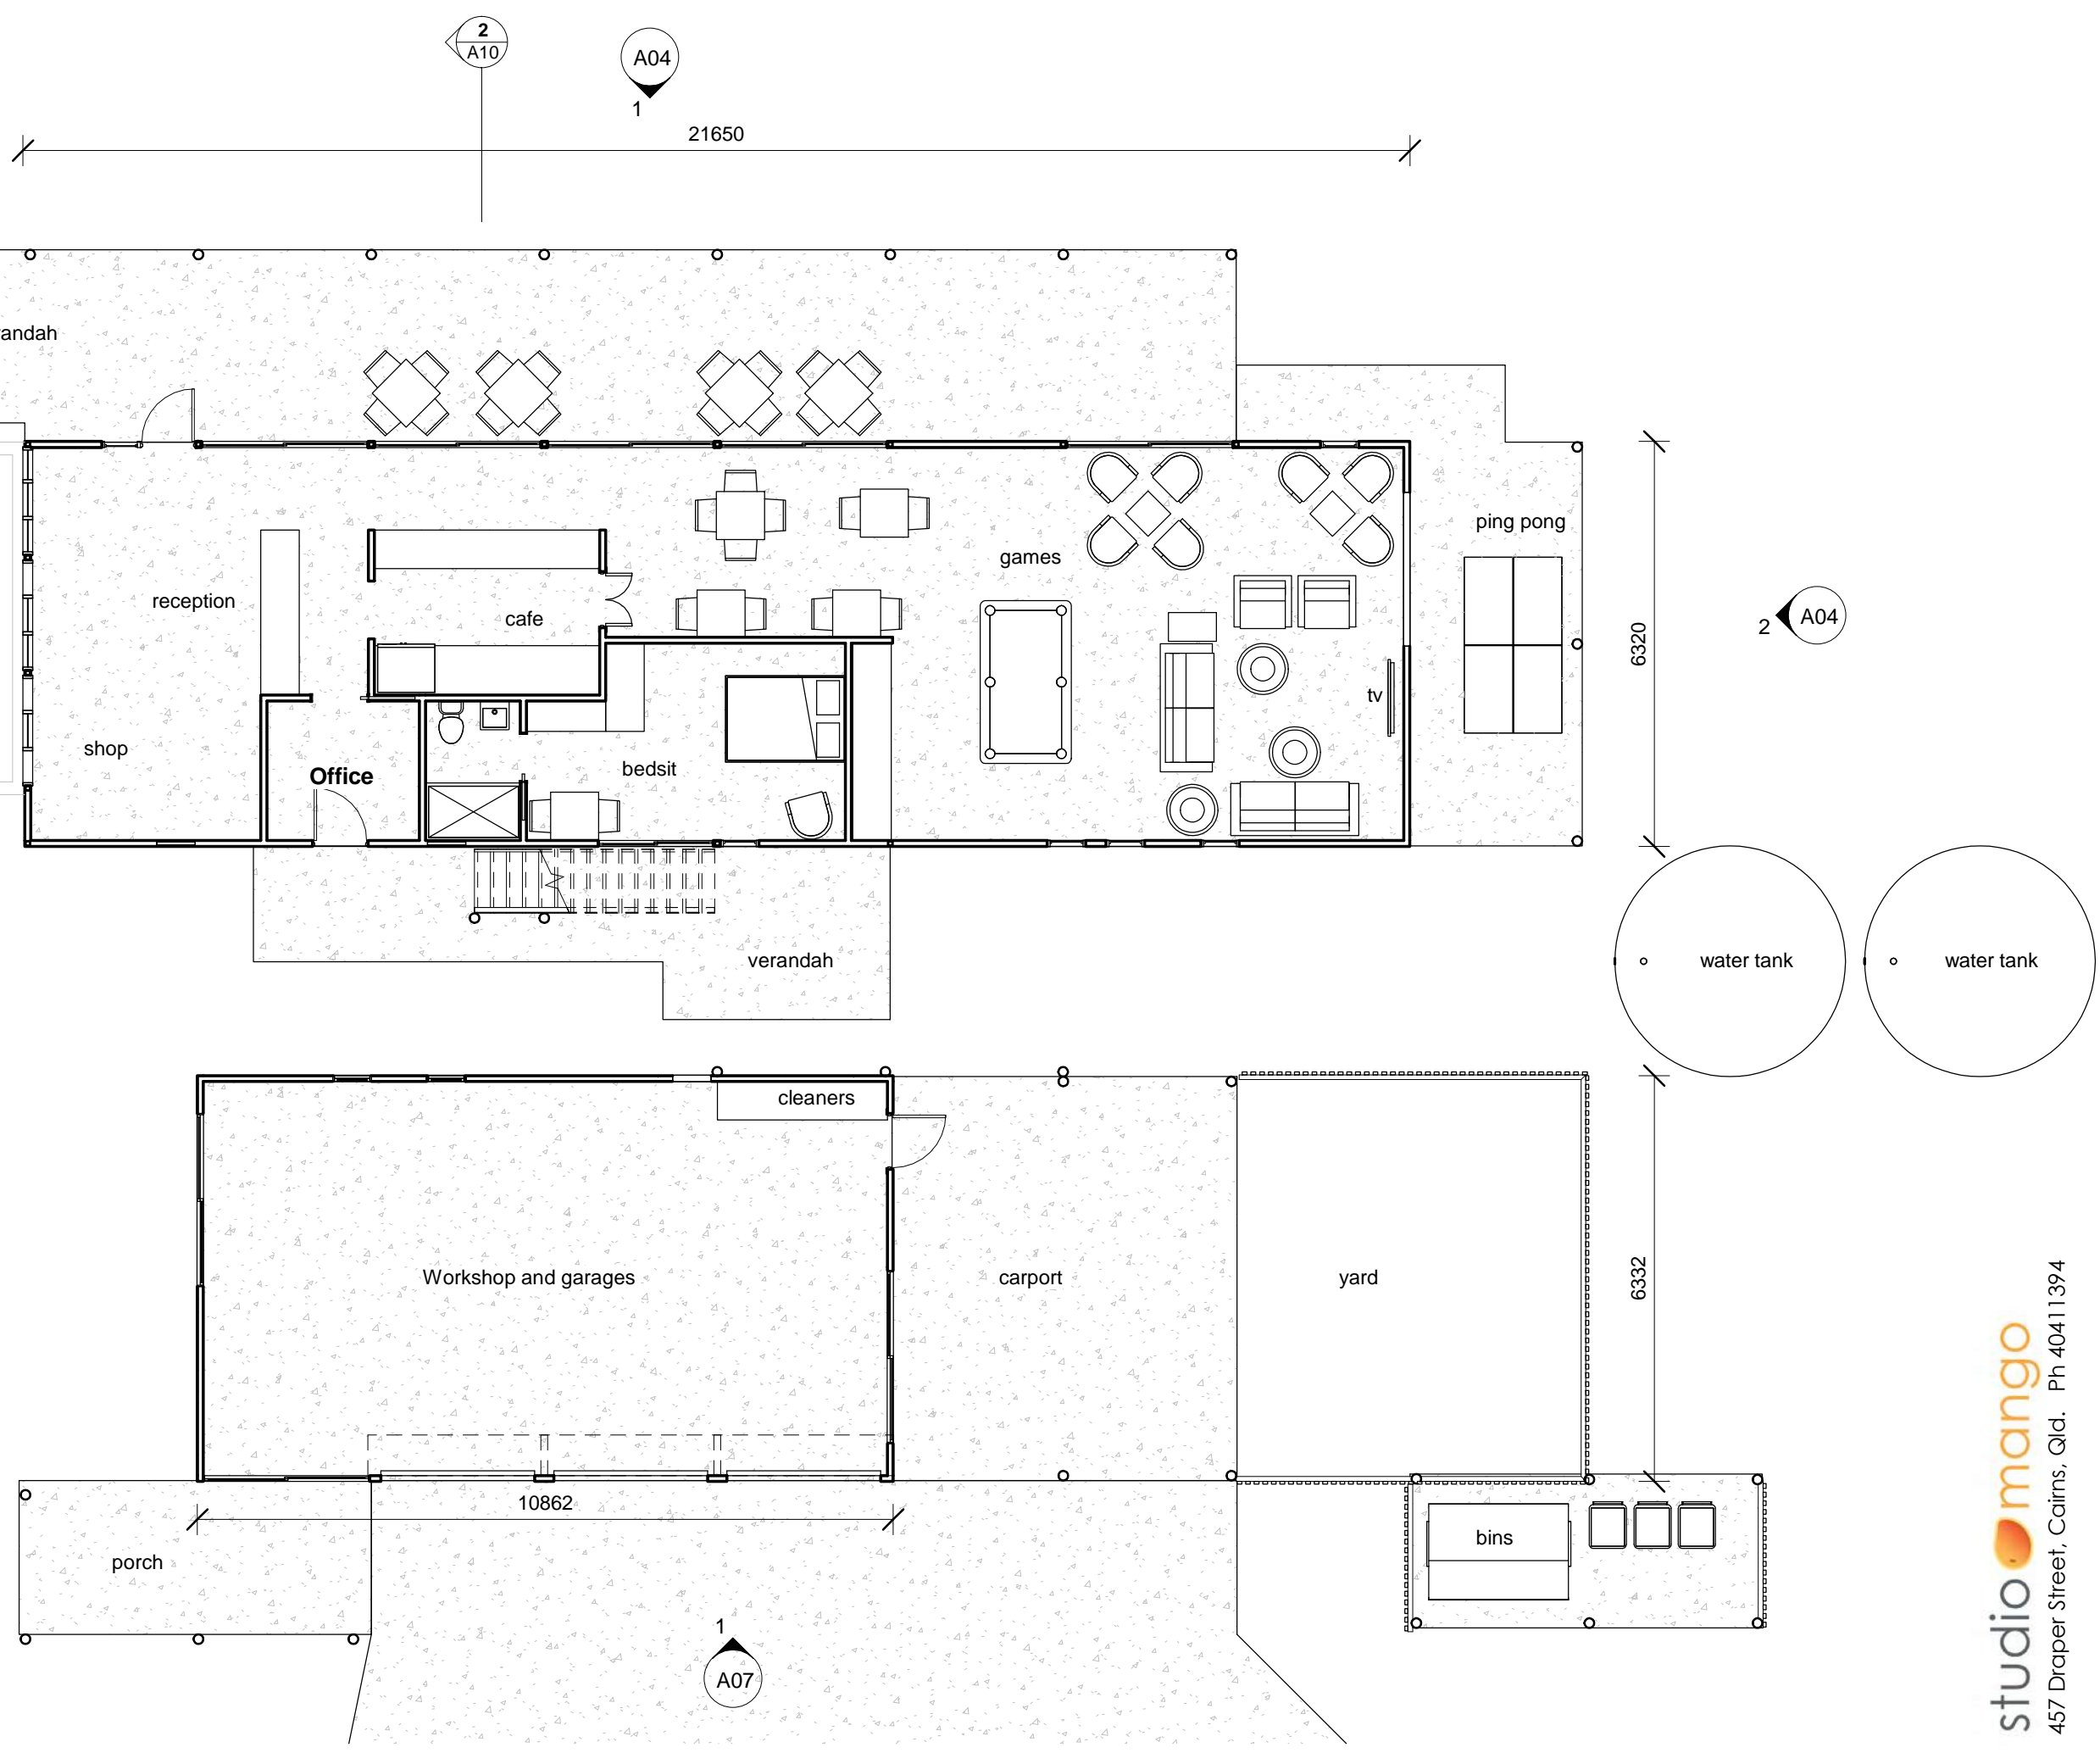 2
A10
A04
1
21650
andah
ping pong
games
reception
cafe
6320
2
A04
tv
shop
Office
bedsit
verandah
water tank
water tank
cleaners
Workshop and garages
carport
yard
6332
10862
bins
porch
1
A07
studio mango
457 Draper Street, Cairns, Qld. Ph 40411394